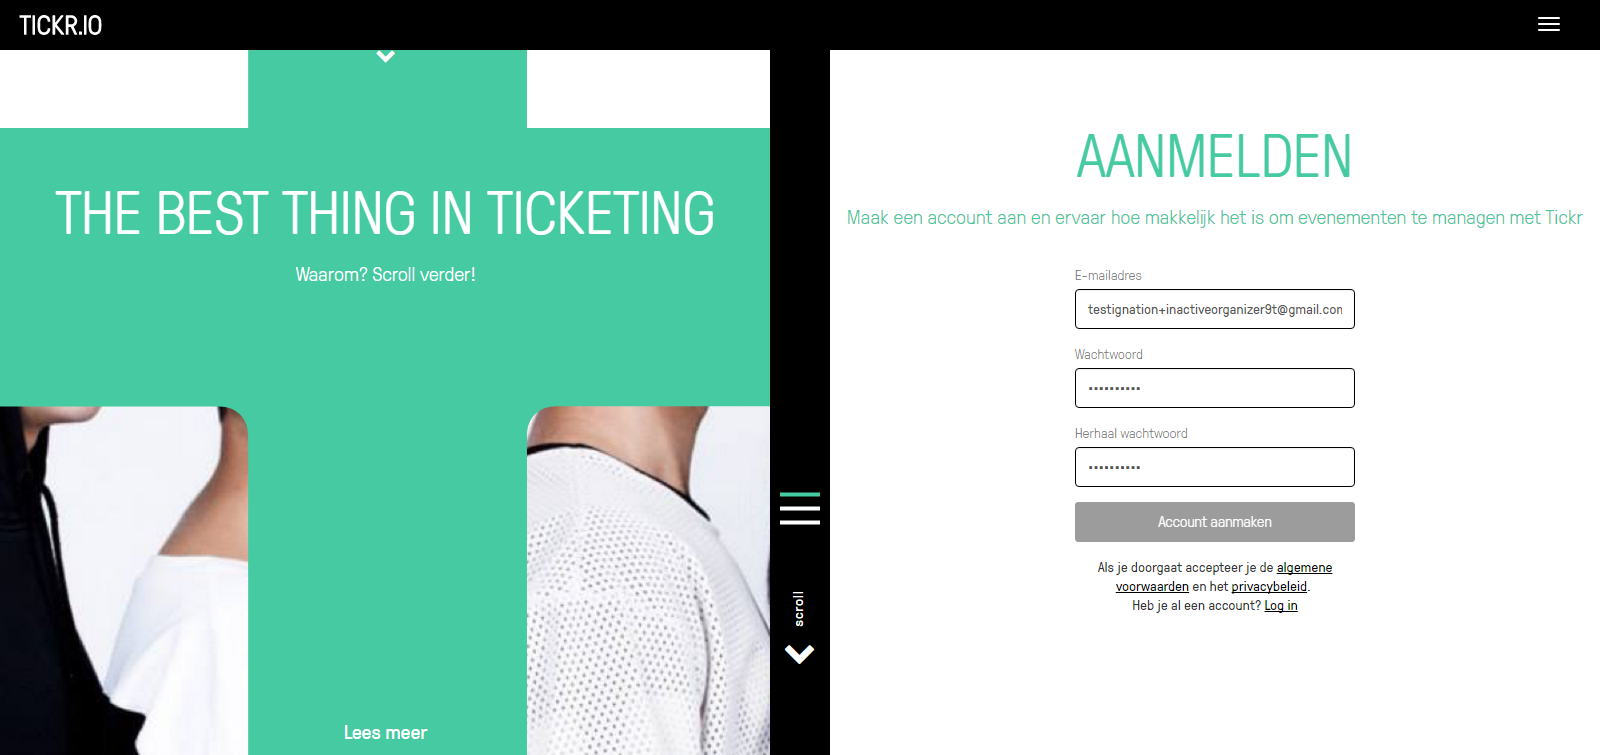 TICKR.IO
THE BEST THING IN TICKETING
Waarom? Scroll verder!
Lees meer
scroll
AANMELDEN
Maak een account aan en ervaar hoe makkelijk het is om evenementen te managen met Tickr
E-mailadres
testignation+inactiveorganizer9t@gmail.com
Wachtwoord
••••••••••
Herhaal wachtwoord
••••••••••
Account aanmaken
Als je doorgaat accepteer je de algemene
voorwaarden en het privacybeleid.
Heb je al een account? Log in